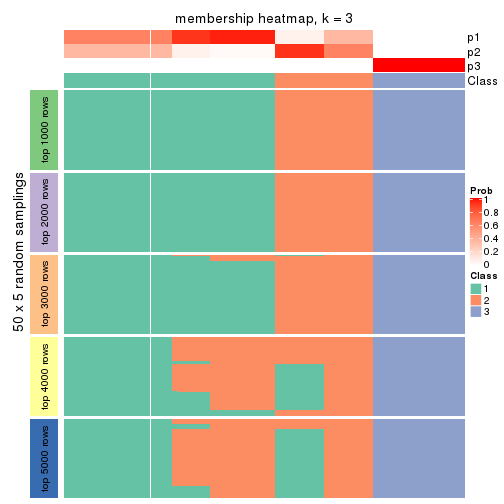 membership heatmap, k = 3
p1
p2
p3
Class
50 x 5 random samplings
top 1000 rows
top 2000 rows
top 3000 rows
top 4000 rows
top 5000 rows
Prob
1
0.8
0.6
0.4
0.2
0
Class
1
2
3